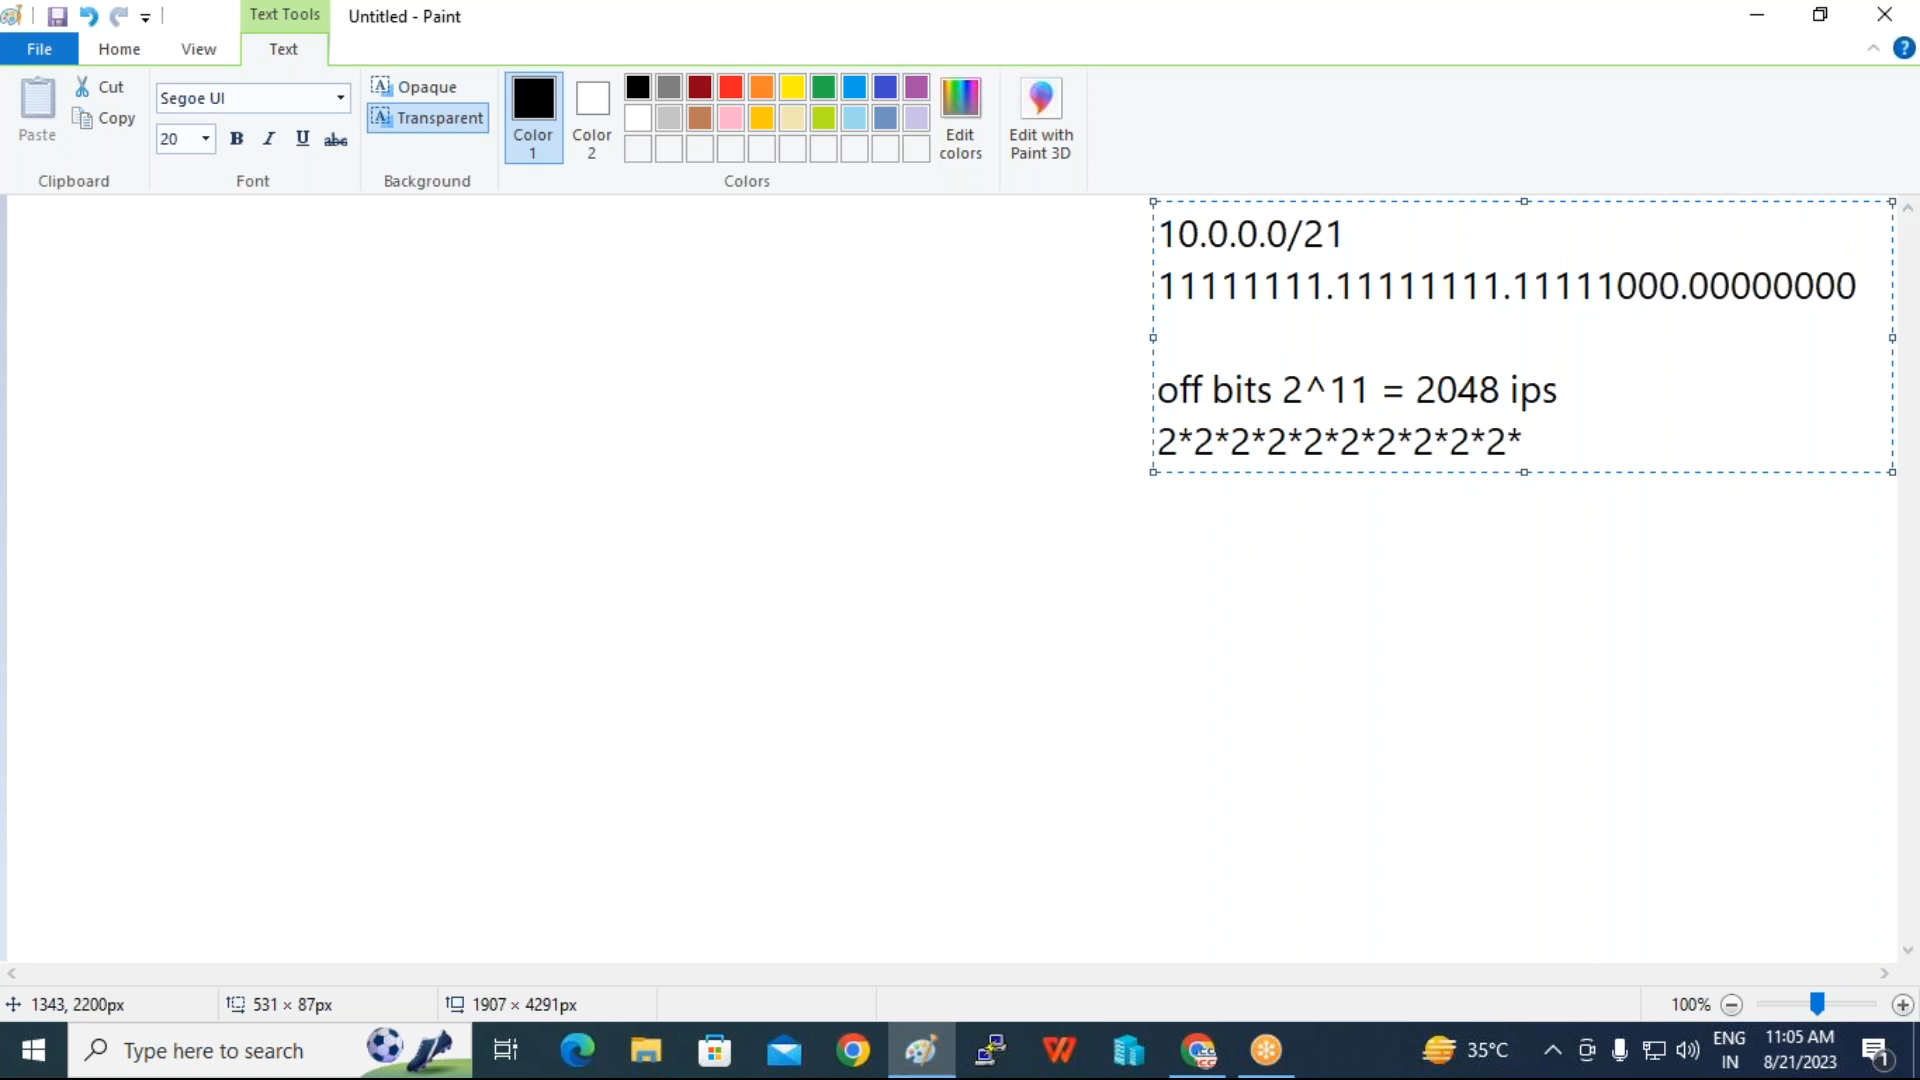 Text Tools
Untitled - Paint
File
Home
View
Text
Paste
Cut
Copy
Clipboard
Segoe UI
20
B I U abc
Font
Opaque
Transparent
Background
Color 1
Color 2
Colors
Edit colors
Edit with Paint 3D
10.0.0.0/21
11111111.11111111.11111000.00000000
off bits 2^11 = 2048 ips
2*2*2*2*2*2*2*2*2*2*
1343, 2200px
531 × 87px
1907 × 4291px
100%
Type here to search
35°C
ENG
IN
11:05 AM
8/21/2023
1